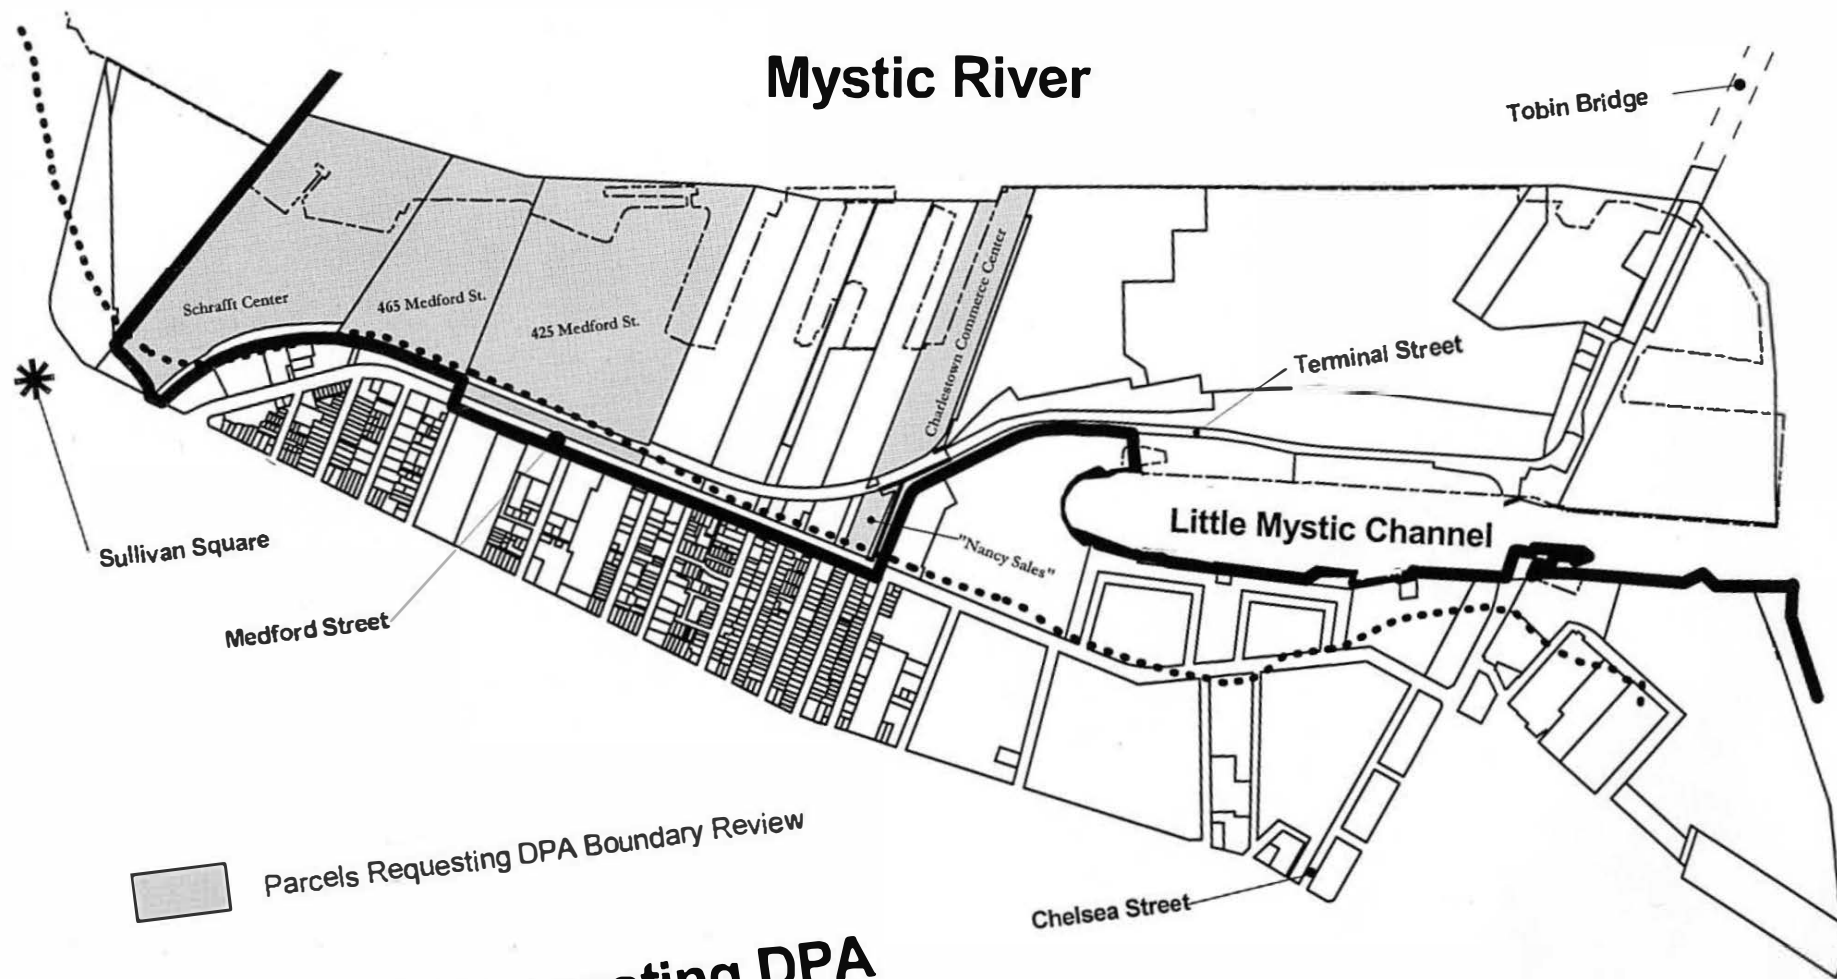 Mystic River
Tobin Bridge
Schrafft Center
465 Medford St.
425 Medford St.
Charlestown Commerce Center
Terminal Street
Little Mystic Channel
"Nancy Sales"
Sullivan Square
Medford Street
Parcels Requesting DPA Boundary Review
Chelsea Street
DPA